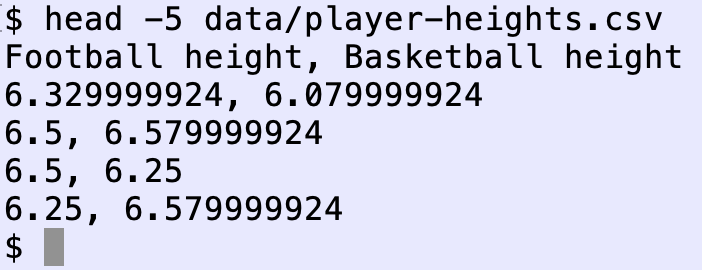 $ head -5 data/player-heights.csv
Football height, Basketball height
6.329999924, 6.079999924
6.5, 6.579999924
6.5, 6.25
6.25, 6.579999924
$